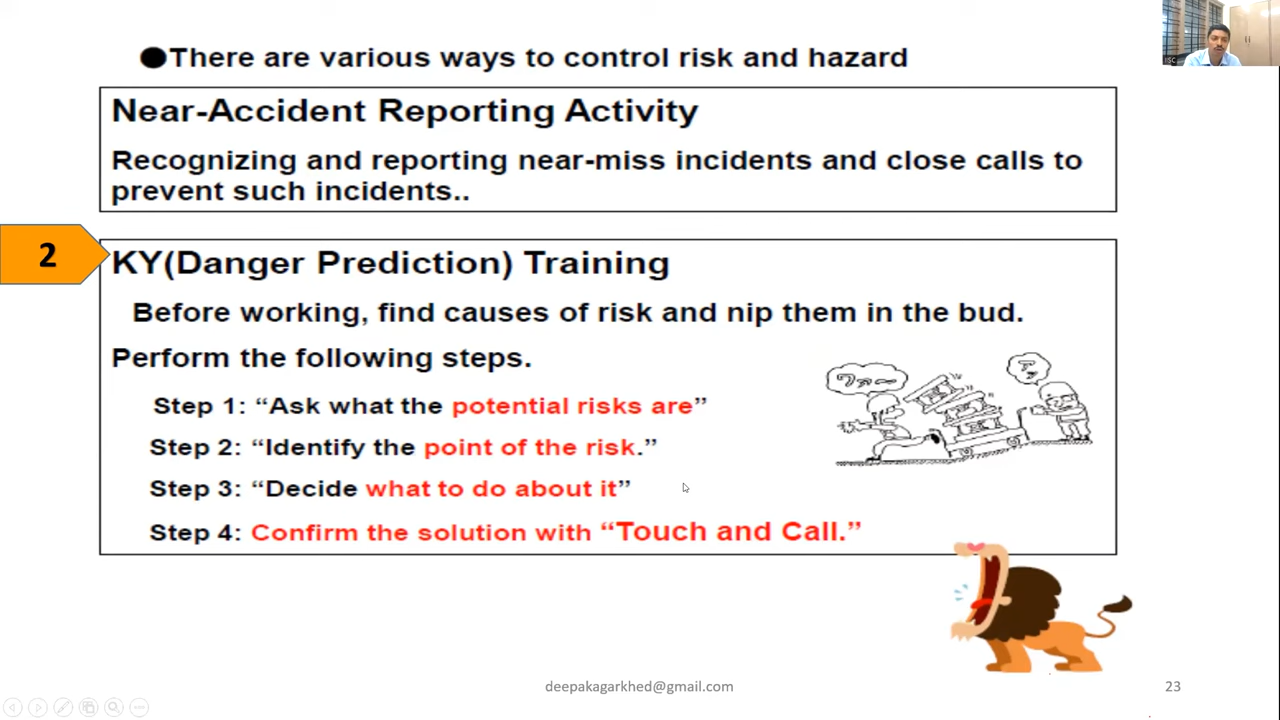 ●There are various ways to control risk and hazard
Near-Accident Reporting Activity
Recognizing and reporting near-miss incidents and close calls to
prevent such incidents..
2
KY(Danger Prediction) Training
Before working, find causes of risk and nip them in the bud.
Perform the following steps.
Step 1: “Ask what the potential risks are”
Step 2: “Identify the point of the risk.”
Step 3: “Decide what to do about it”
Step 4: Confirm the solution with “Touch and Call.”
ワァー
deepakagarkhed@gmail.com
23